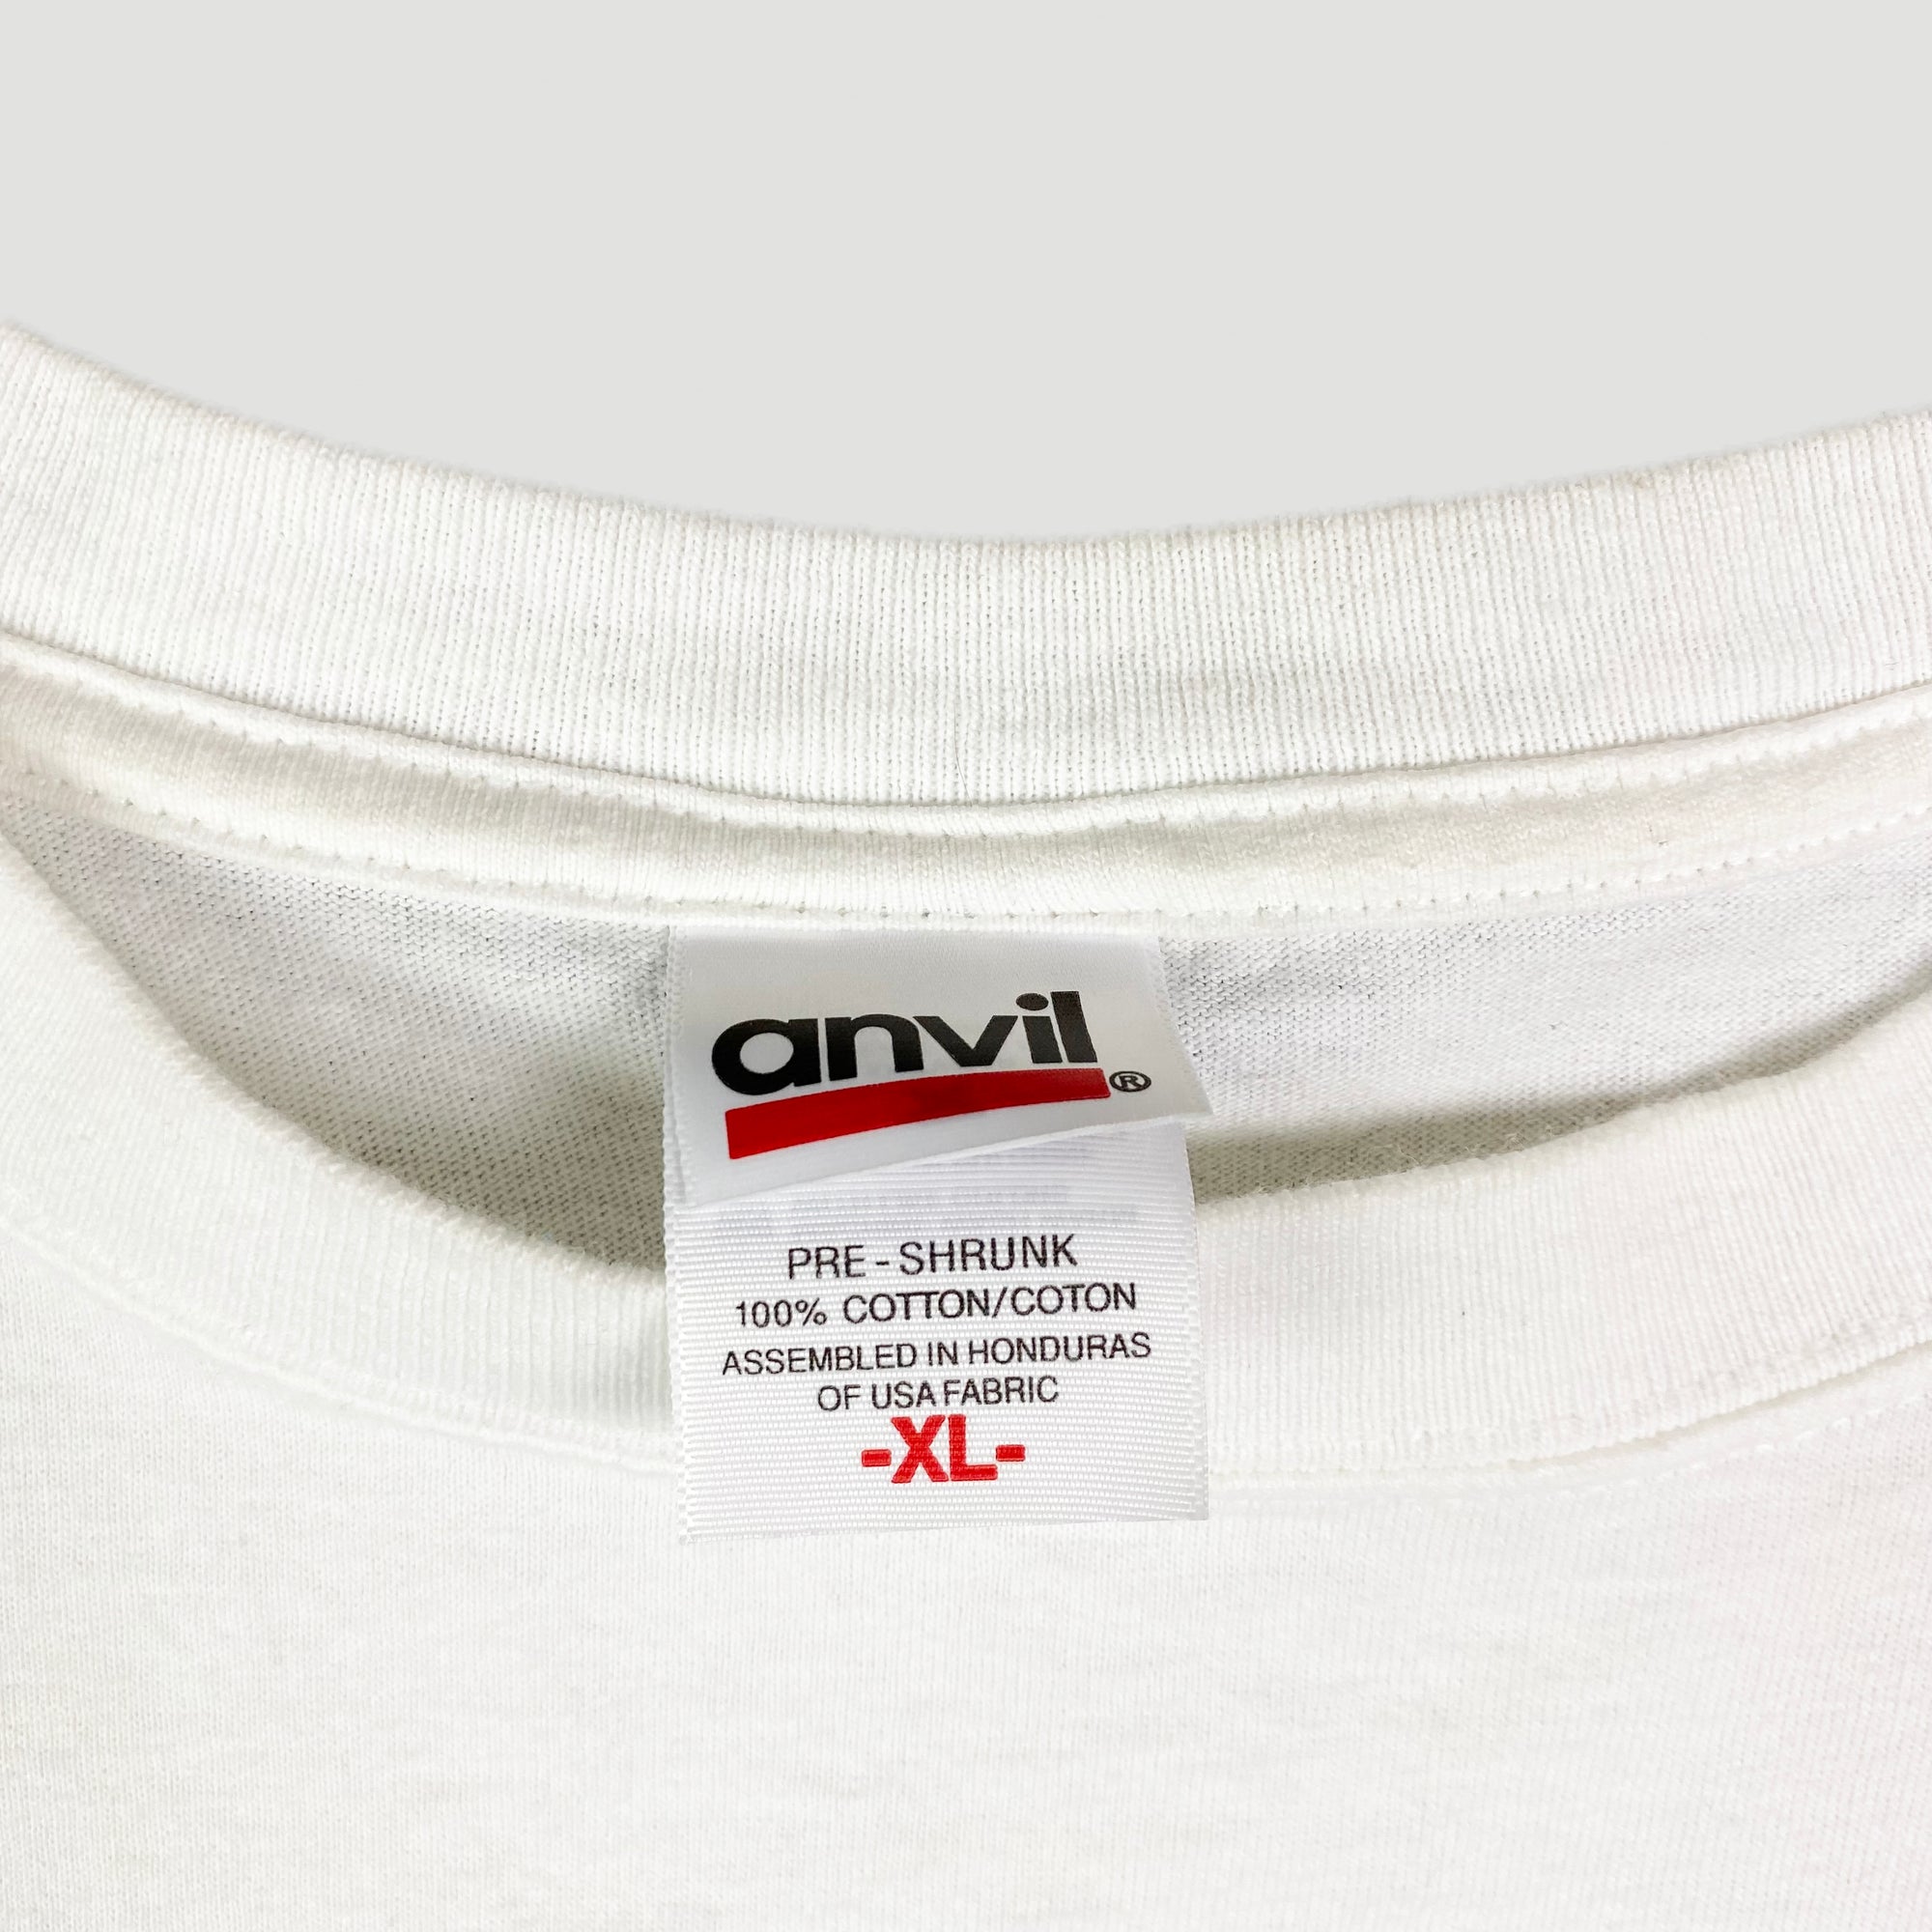 anvil®
PRE-SHRUNK
100% COTTON/COTON
ASSEMBLED IN HONDURAS
OF USA FABRIC
-XL-